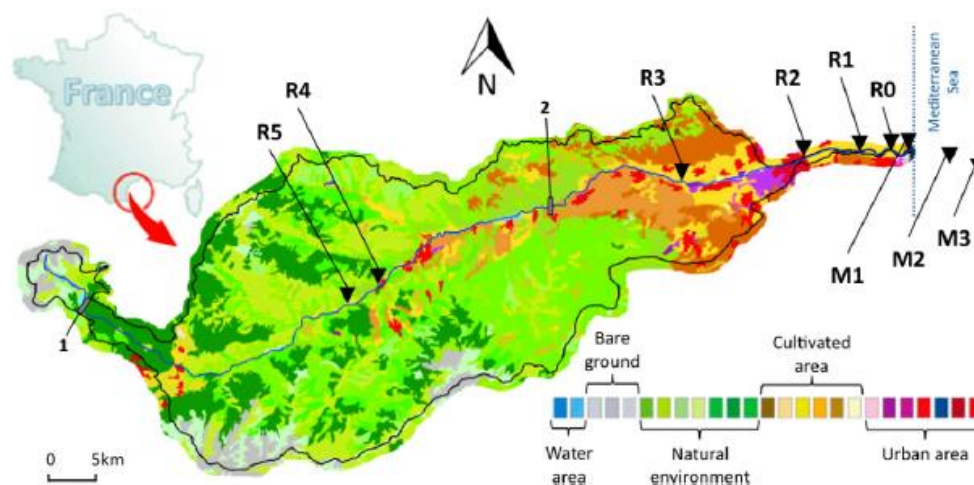 France
N
R5
R4
2
R3
R2
R1
R0
Mediterranean
Sea
M1
M2
M3
1
0 5km
Bare
ground
Cultivated
area
Water
area
Natural
environment
Urban area